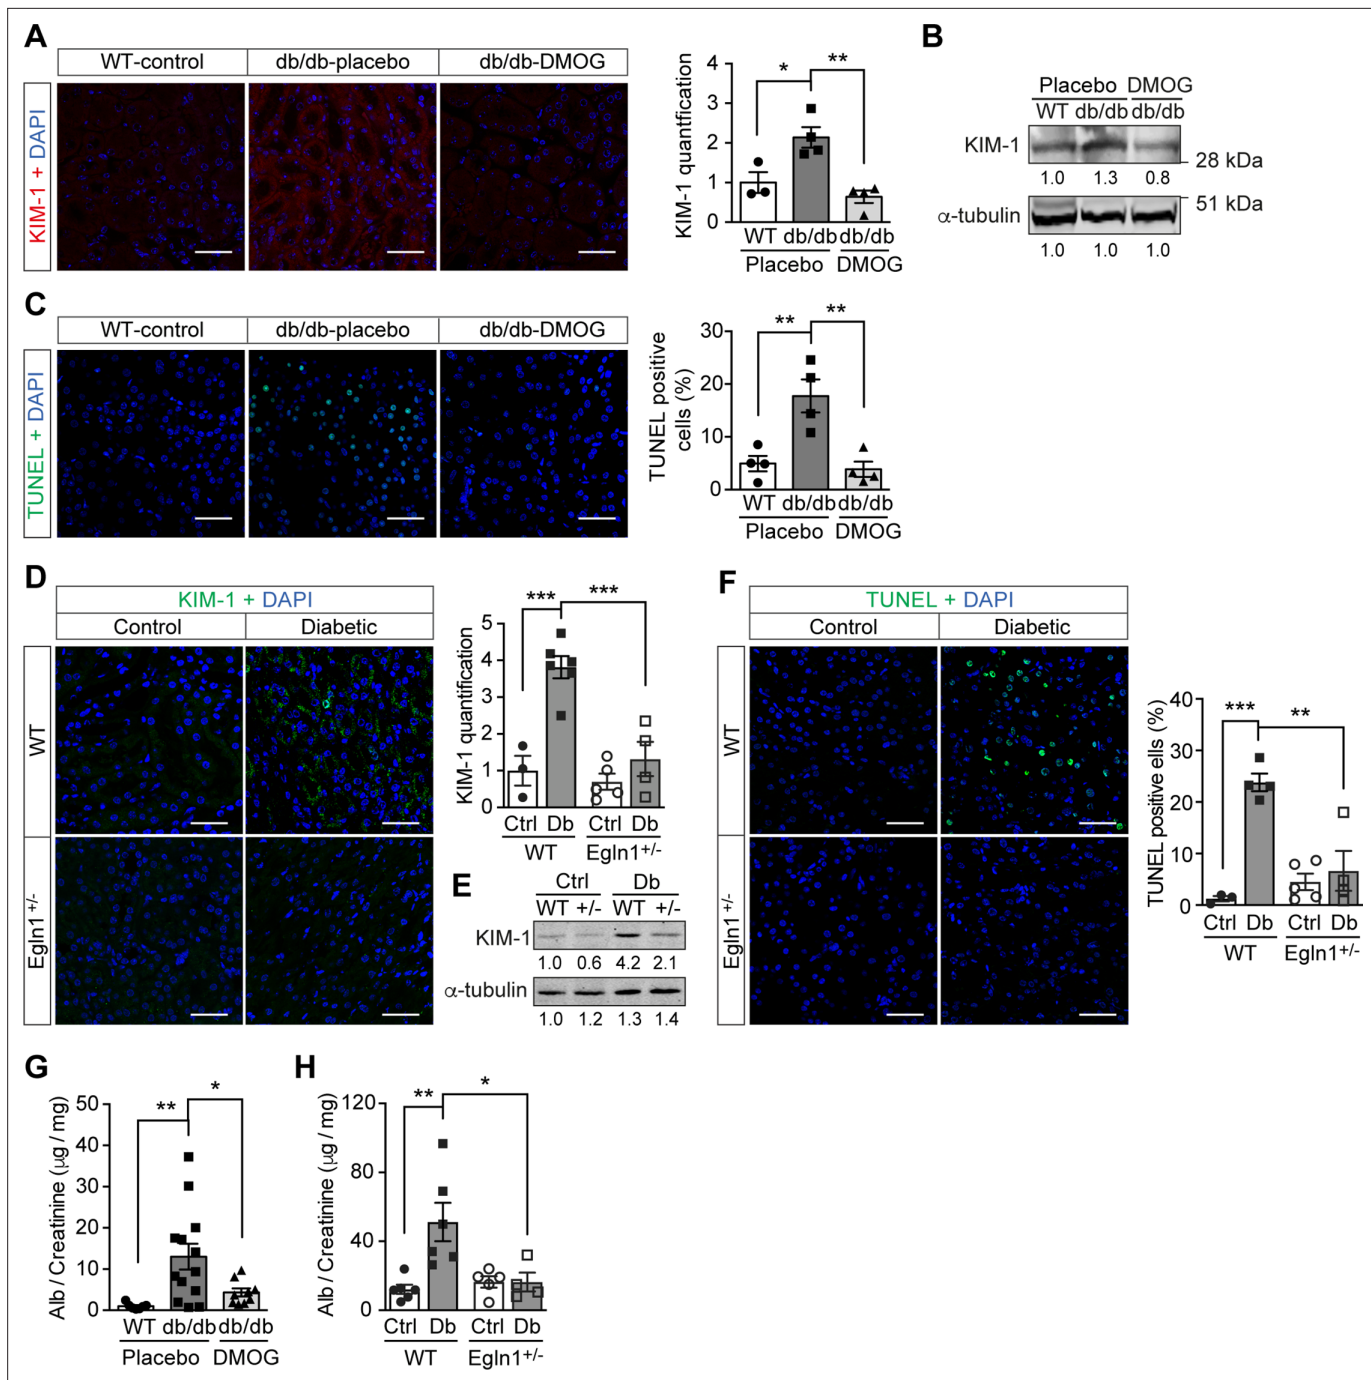 A
WT-control db/db-placebo db/db-DMOG
KIM-1 + DAPI
KIM-1 quantification
4
3
2
1
0
* **
WT db/db db/db
Placebo DMOG
B
Placebo DMOG
WT db/db db/db
KIM-1
28 kDa
1.0 1.3 0.8
51 kDa
α-tubulin
1.0 1.0 1.0
C
WT-control db/db-placebo db/db-DMOG
TUNEL + DAPI
TUNEL positive
cells (%)
30
20
10
0
** **
WT db/db db/db
Placebo DMOG
D
KIM-1 + DAPI
Control Diabetic
WT
Egln1+/-
KIM-1 quantification
5
4
3
2
1
0
*** ***
Ctrl Db Ctrl Db
WT Egln1+/-
E
Ctrl Db
WT +/- WT +/-
KIM-1
1.0 0.6 4.2 2.1
α-tubulin
1.0 1.2 1.3 1.4
F
TUNEL + DAPI
Control Diabetic
WT
Egln1+/-
TUNEL positive ells (%)
40
30
20
10
0
*** **
Ctrl Db Ctrl Db
WT Egln1+/-
G
Alb / Creatinine (μg / mg)
50
40
30
20
10
0
** *
WT db/db db/db
Placebo DMOG
H
Alb / Creatinine (μg / mg)
120
80
40
0
** *
Ctrl Db Ctrl Db
WT Egln1+/-